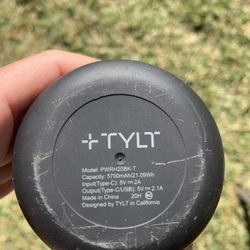 +TYLT
Model: PWRH20BK-T
Capacity: 5700mAh/21.09Wh
Input(Type-C): 5V⎓2A
Output(Type-C/USB): 5V⎓2.1A
Made in China 20H
Designed by TYLT in California